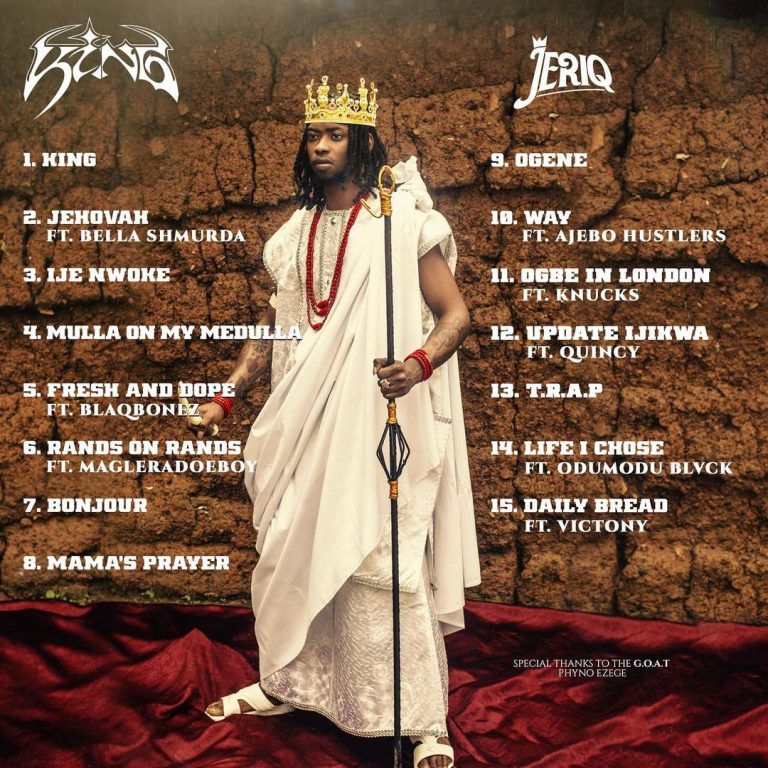 KING
JERIQ
1. KING
2. JEHOVAH
FT. BELLA SHMURDA
3. IJE NWOKE
4. MULLA ON MY MEDULLA
5. FRESH AND DOPE
FT. BLAQBONEZ
6. RANDS ON RANDS
FT. MAGLERADOEBOY
7. BONJOUR
8. MAMA'S PRAYER
9. OGENE
10. WAY
FT. AJEBO HUSTLERS
11. OGBE IN LONDON
FT. KNUCKS
12. UPDATE IJIKWA
FT. QUINCY
13. T.R.A.P
14. LIFE I CHOSE
FT. ODUMODU BLVCK
15. DAILY BREAD
FT. VICTONY
SPECIAL THANKS TO THE G.O.A.T
PHYNO EZEGE